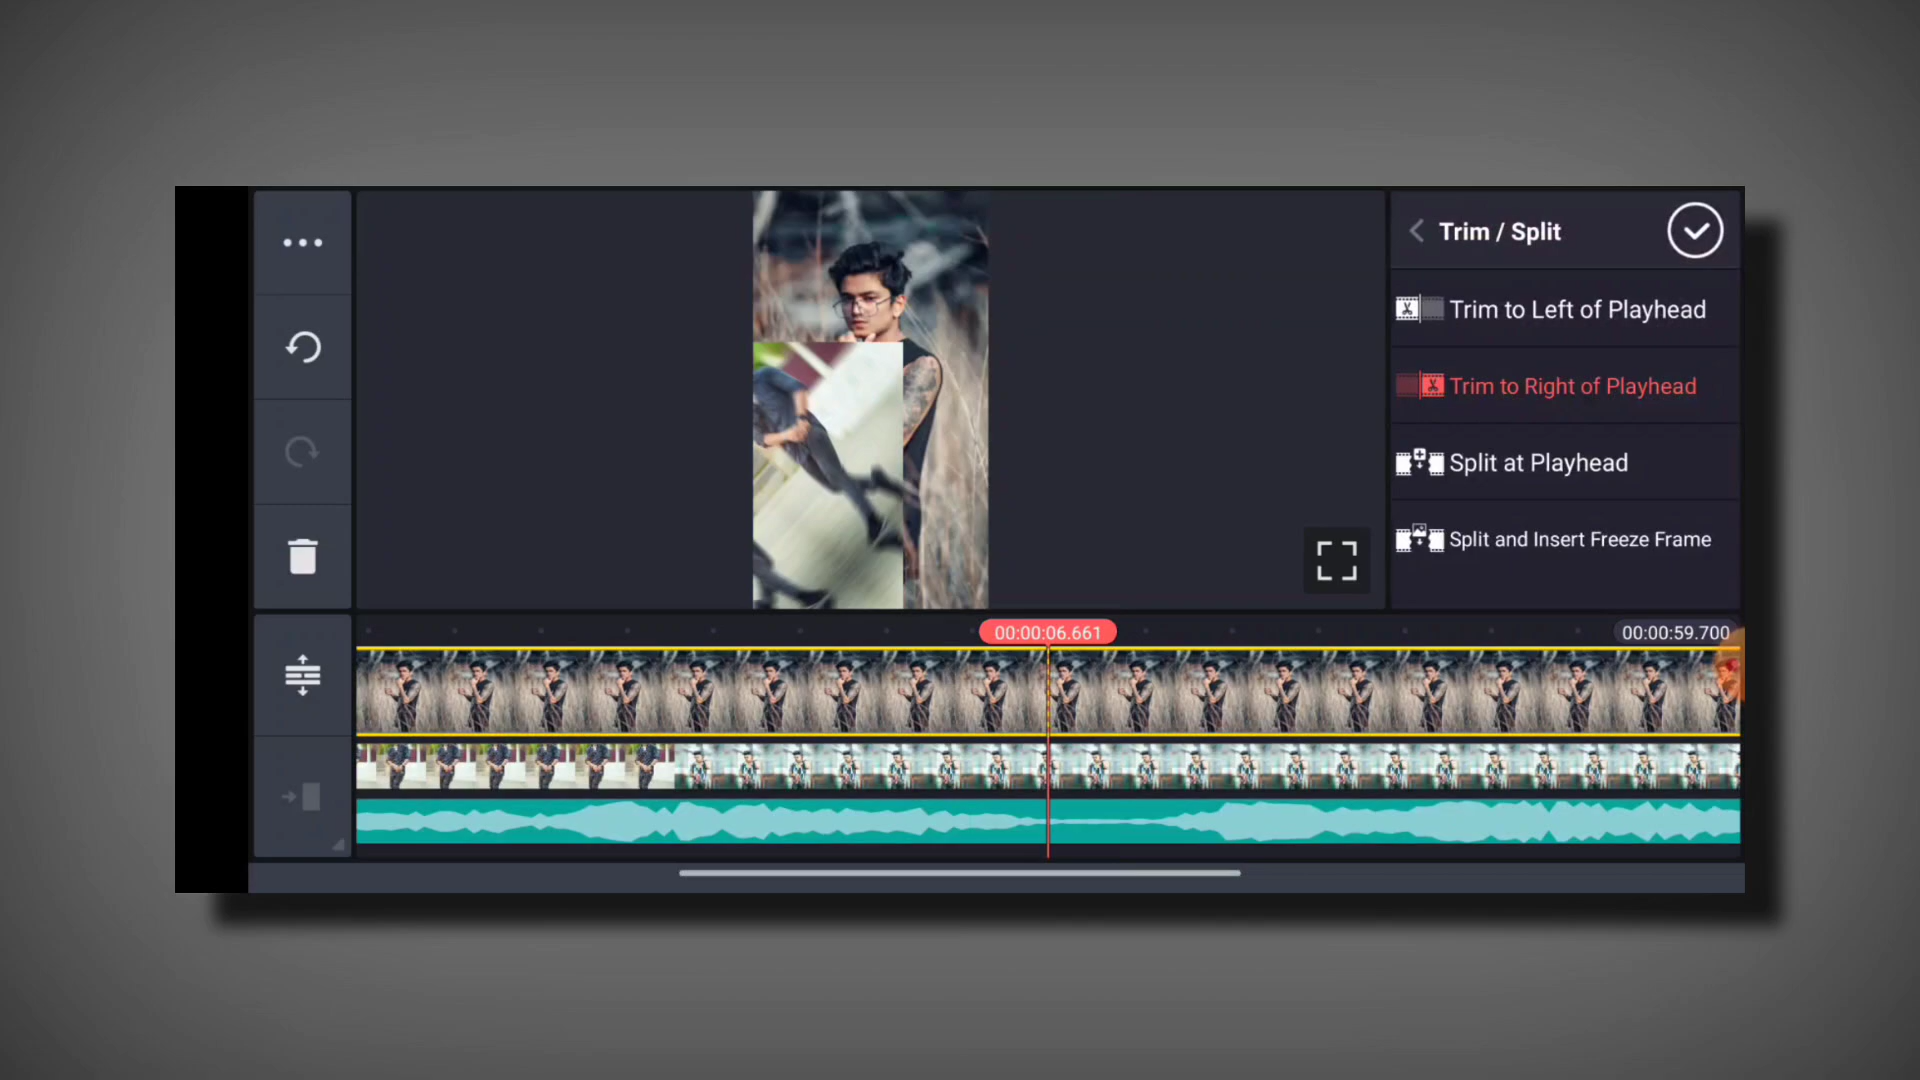 Trim / Split
Trim to Left of Playhead
Trim to Right of Playhead
Split at Playhead
Split and Insert Freeze Frame
00:00:06.661
00:00:59.700